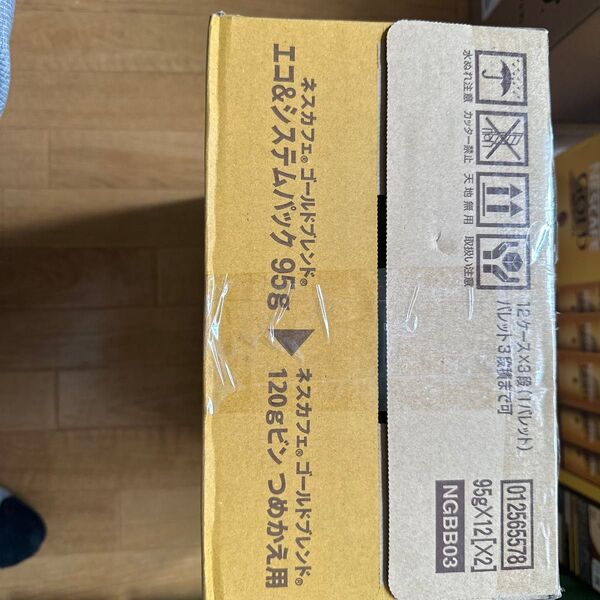 ネスカフェ® ゴールドブレンド®
エコ&システムパック 95g
ネスカフェ® ゴールドブレンド®
120gビン つめかえ用
水ぬれ注意
カッター禁止
天地無用
取扱い注意
12ケース×3段(1パレット)
パレット3段積まで可
012565578
95g×12[×2]
NGBB03